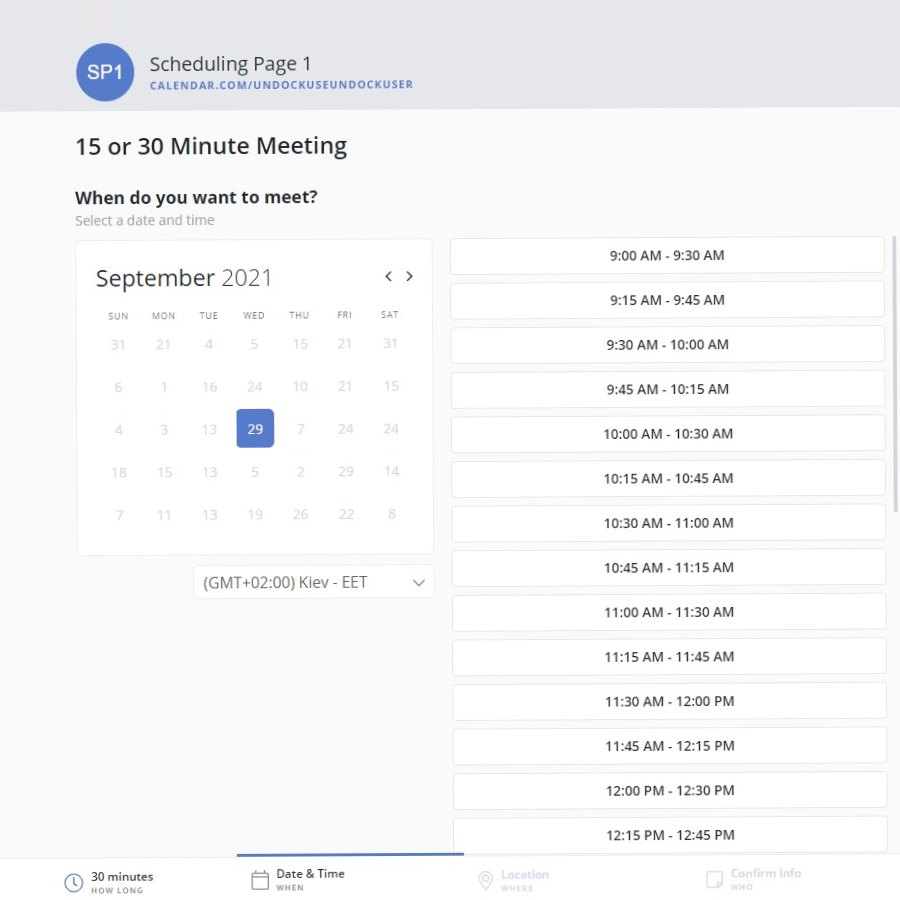 SP1
Scheduling Page 1
CALENDAR.COM/UNDOCKUSEUNDOCKUSER
15 or 30 Minute Meeting
When do you want to meet?
Select a date and time
September 2021
SUN MON TUE WED THU FRI SAT
31 21 4 5 15 21 31
6 1 16 24 10 21 15
4 3 13 29 7 24 24
18 15 13 5 2 29 14
7 11 13 19 26 22 8
(GMT+02:00) Kiev - EET
9:00 AM - 9:30 AM
9:15 AM - 9:45 AM
9:30 AM - 10:00 AM
9:45 AM - 10:15 AM
10:00 AM - 10:30 AM
10:15 AM - 10:45 AM
10:30 AM - 11:00 AM
10:45 AM - 11:15 AM
11:00 AM - 11:30 AM
11:15 AM - 11:45 AM
11:30 AM - 12:00 PM
11:45 AM - 12:15 PM
12:00 PM - 12:30 PM
12:15 PM - 12:45 PM
30 minutes
HOW LONG
Date & Time
WHEN
Location
WHERE
Confirm Info
WHO